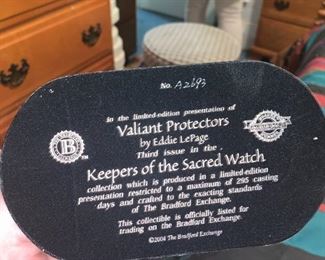 No. A2693
in the limited-edition presentation of
Valiant Protectors
by Eddie LePage
Third issue in the
Keepers of the Sacred Watch
collection which is produced in a limited-edition
presentation restricted to a maximum of 295 casting
days and crafted to the exacting standards
of The Bradford Exchange.
This collectible is officially listed for
trading on the Bradford Exchange.
©2004 The Bradford Exchange
B
TM